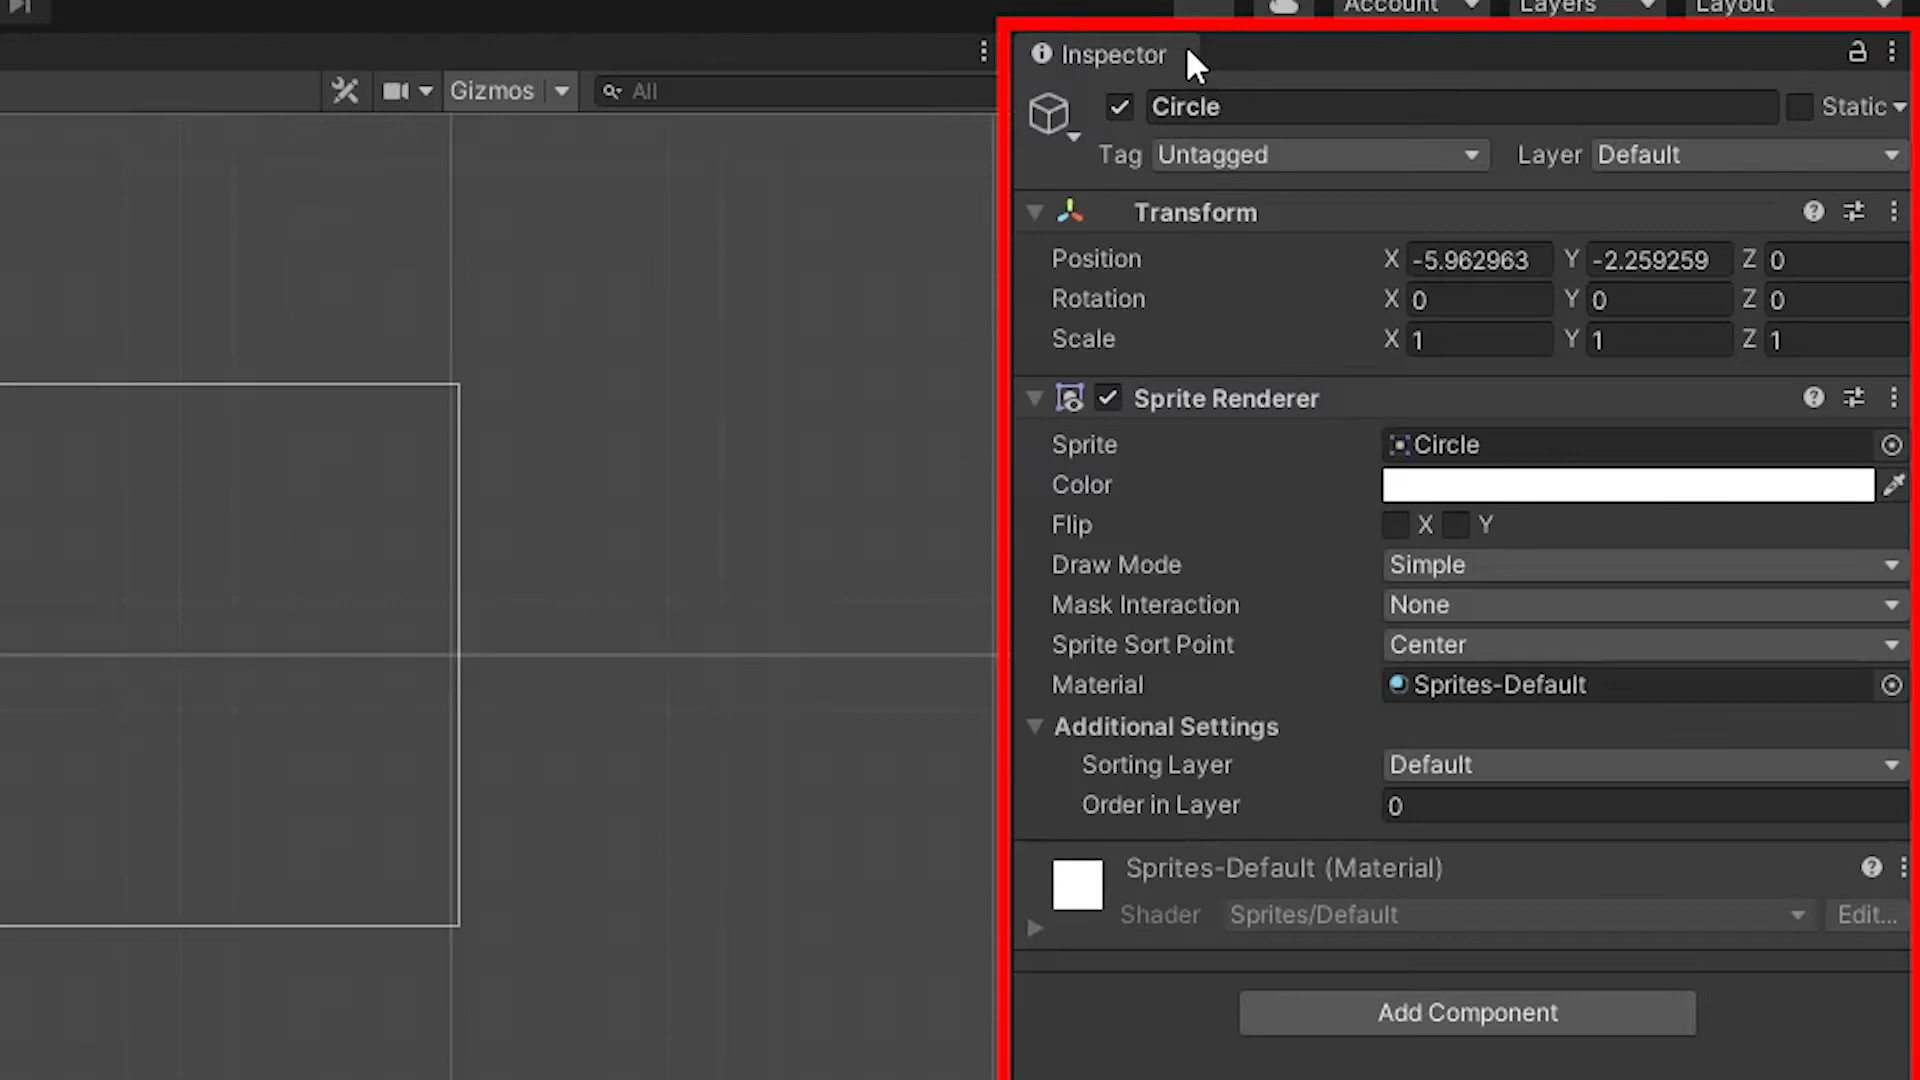 Account Layers Layout
Inspector
Gizmos All
Circle Static
Tag Untagged Layer Default
Transform
Position X -5.962963 Y -2.259259 Z 0
Rotation X 0 Y 0 Z 0
Scale X 1 Y 1 Z 1
Sprite Renderer
Sprite Circle
Color
Flip X Y
Draw Mode Simple
Mask Interaction None
Sprite Sort Point Center
Material Sprites-Default
Additional Settings
Sorting Layer Default
Order in Layer 0
Sprites-Default (Material)
Shader Sprites/Default Edit...
Add Component